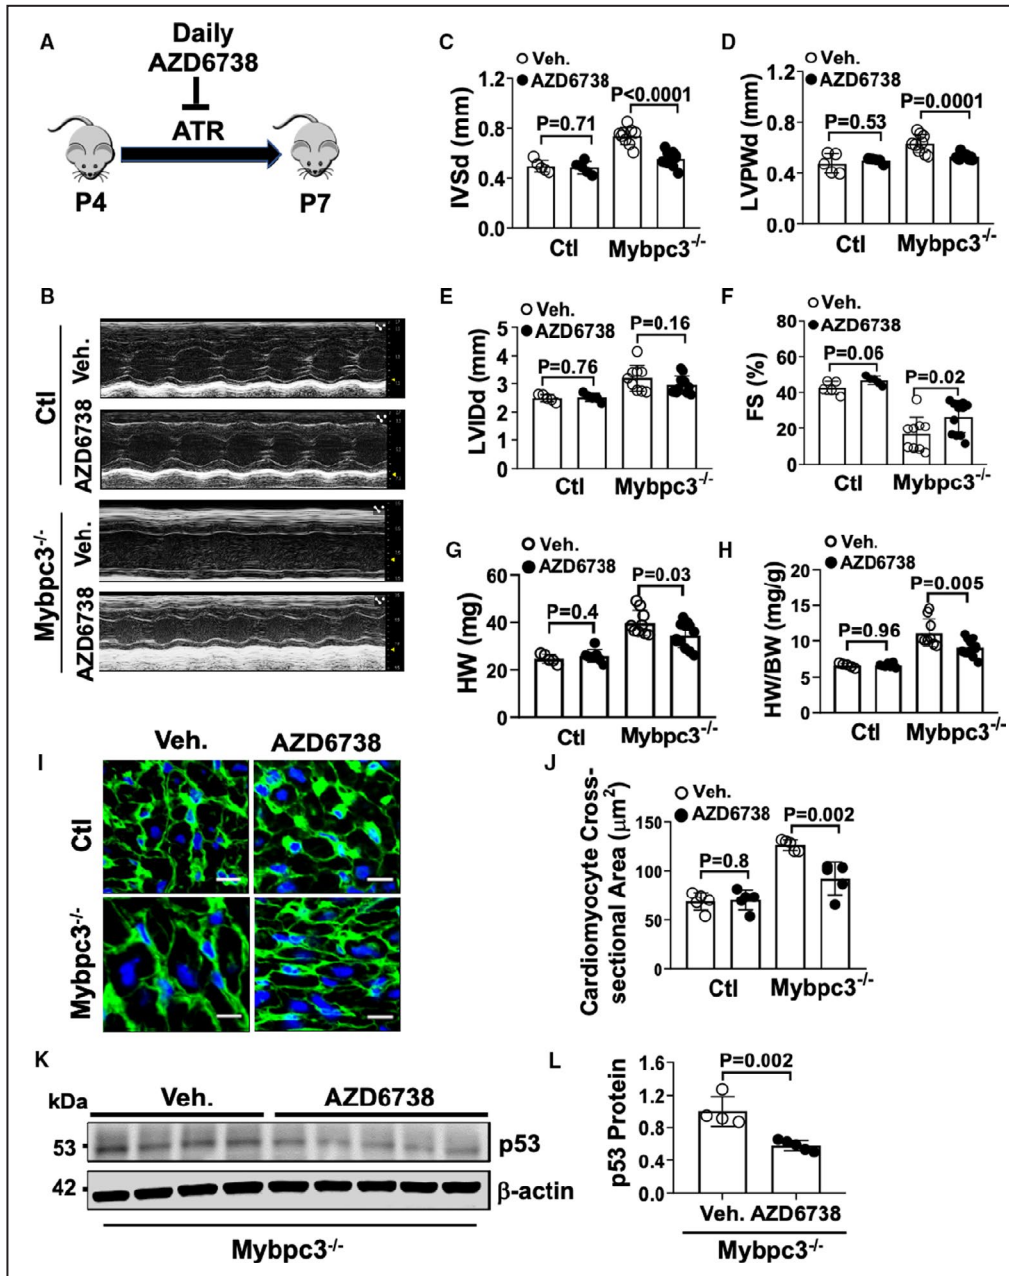 A
Daily
AZD6738
ATR
P4
P7
B
Ctl
Veh.
AZD6738
Mybpc3-/-
Veh.
AZD6738
C
Veh.
AZD6738
P<0.0001
P=0.71
IVSd (mm)
1.2
0.8
0.4
0.0
Ctl
Mybpc3-/-
D
Veh.
AZD6738
P=0.0001
P=0.53
LVPWd (mm)
1.2
0.8
0.4
0.0
Ctl
Mybpc3-/-
E
Veh.
AZD6738
P=0.16
P=0.76
LVIDd (mm)
5
4
3
2
1
0
Ctl
Mybpc3-/-
F
Veh.
AZD6738
P=0.06
P=0.02
FS (%)
80
60
40
20
0
Ctl
Mybpc3-/-
G
Veh.
AZD6738
P=0.03
P=0.4
HW (mg)
60
40
20
0
Ctl
Mybpc3-/-
H
Veh.
AZD6738
P=0.005
P=0.96
HW/BW (mg/g)
20
15
10
5
0
Ctl
Mybpc3-/-
I
Veh.
AZD6738
Ctl
Mybpc3-/-
J
Veh.
AZD6738
P=0.002
P=0.8
Cardiomyocyte Cross-
sectional Area (μm²)
150
100
50
0
Ctl
Mybpc3-/-
K
kDa
Veh.
AZD6738
53
p53
42
β-actin
Mybpc3-/-
L
P=0.002
p53 Protein
1.6
1.2
0.8
0.4
0.0
Veh. AZD6738
Mybpc3-/-